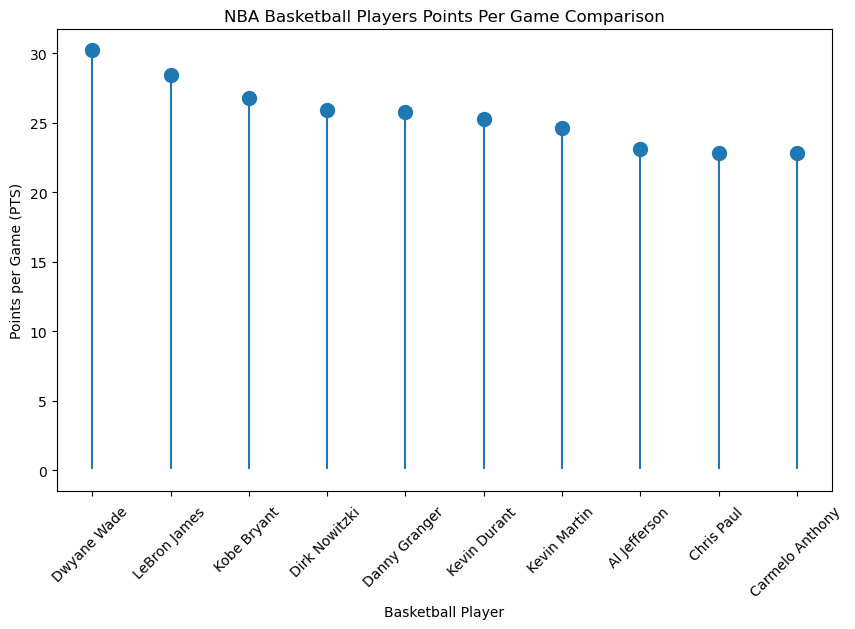 NBA Basketball Players Points Per Game Comparison
30
25
20
15
10
5
0
Points per Game (PTS)
Dwyane Wade
LeBron James
Kobe Bryant
Dirk Nowitzki
Danny Granger
Kevin Durant
Kevin Martin
Al Jefferson
Chris Paul
Carmelo Anthony
Basketball Player